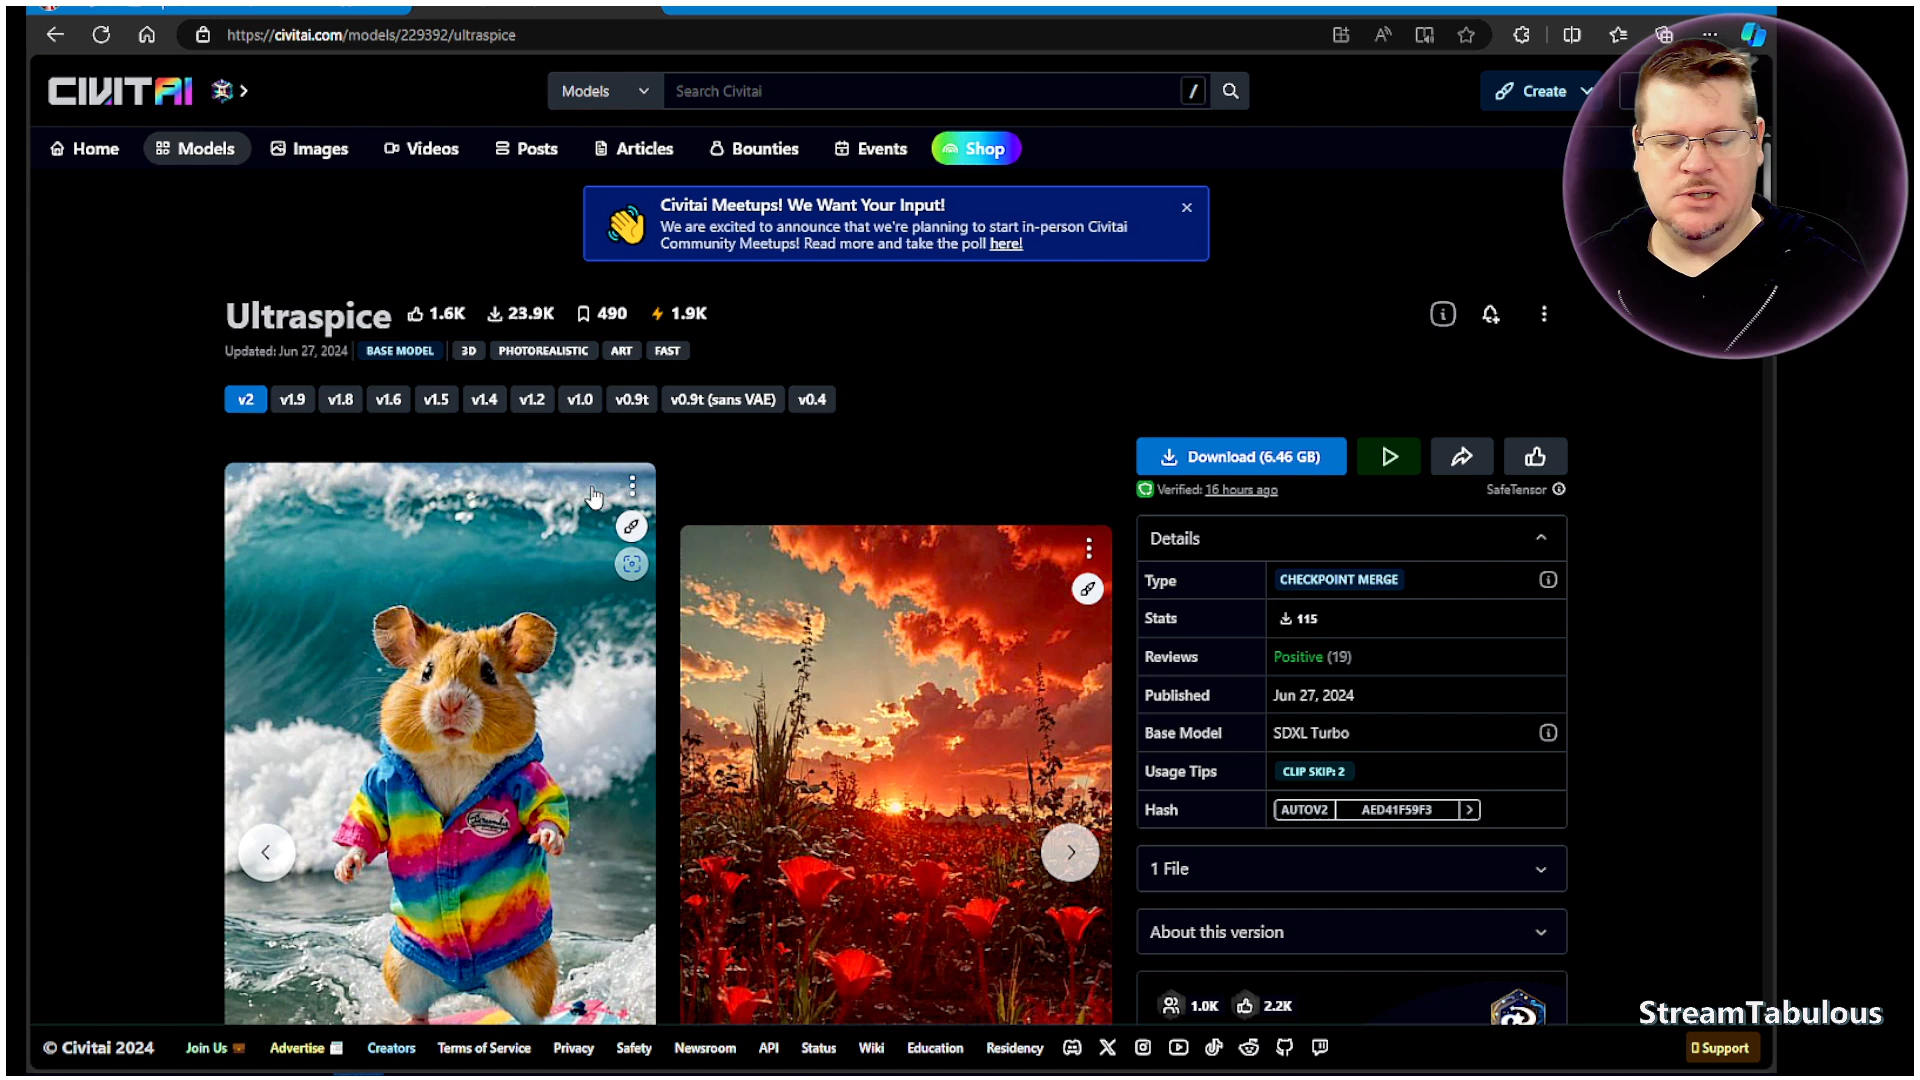 https://civitai.com/models/229392/ultraspice
CIVITAI
Models
Search Civitai
/
Create
Home
Models
Images
Videos
Posts
Articles
Bounties
Events
Shop
Civitai Meetups! We Want Your Input!
We are excited to announce that we're planning to start in-person Civitai
Community Meetups! Read more and take the poll here!
Ultraspice 1.6K 23.9K 490 1.9K
Updated: Jun 27, 2024 BASE MODEL 3D PHOTOREALISTIC ART FAST
v2 v1.9 v1.8 v1.6 v1.5 v1.4 v1.2 v1.0 v0.9t v0.9t (sans VAE) v0.4
Download (6.46 GB)
Verified: 16 hours ago SafeTensor
Details
Type CHECKPOINT MERGE
Stats 115
Reviews Positive (19)
Published Jun 27, 2024
Base Model SDXL Turbo
Usage Tips CLIP SKIP: 2
Hash AUTOV2 AED41F59F3
1 File
About this version
1.0K 2.2K
StreamTabulous
© Civitai 2024 Join Us Advertise Creators Terms of Service Privacy Safety Newsroom API Status Wiki Education Residency Support